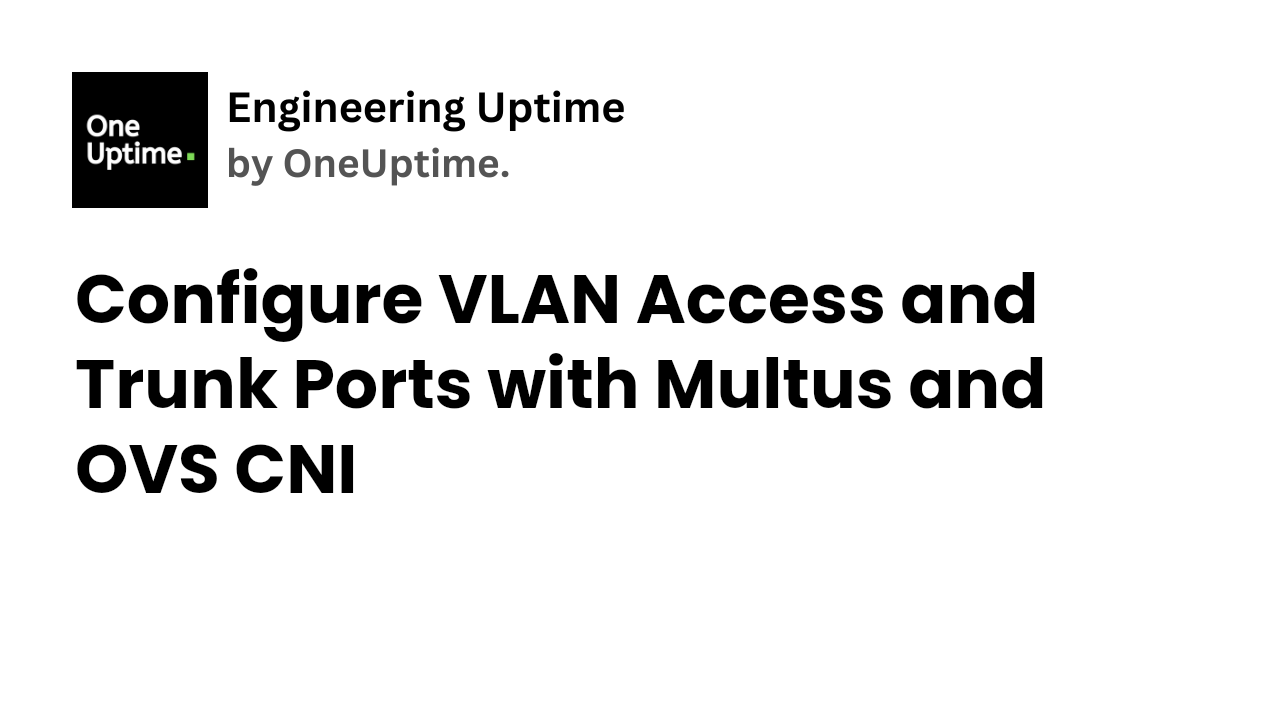 One
Uptime.
Engineering Uptime
by OneUptime.
Configure VLAN Access and
Trunk Ports with Multus and
OVS CNI